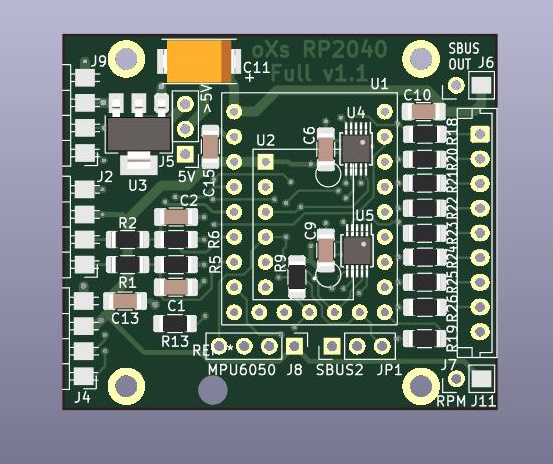 J9
oXs RP2040
Full v1.1
SBUS
OUT
J6
C11
+
>5V
U1
C10
U4
C6
R18
J5
J2
U3
5V
C15
U2
R20
R21
C2
R22
R2
R6
C9
U5
R23
R24
R5
R9
R25
R1
C13
C1
R26
R13
R19
REF*
MPU6050
J8
SBUS2
JP1
J7
J4
RPM
J11